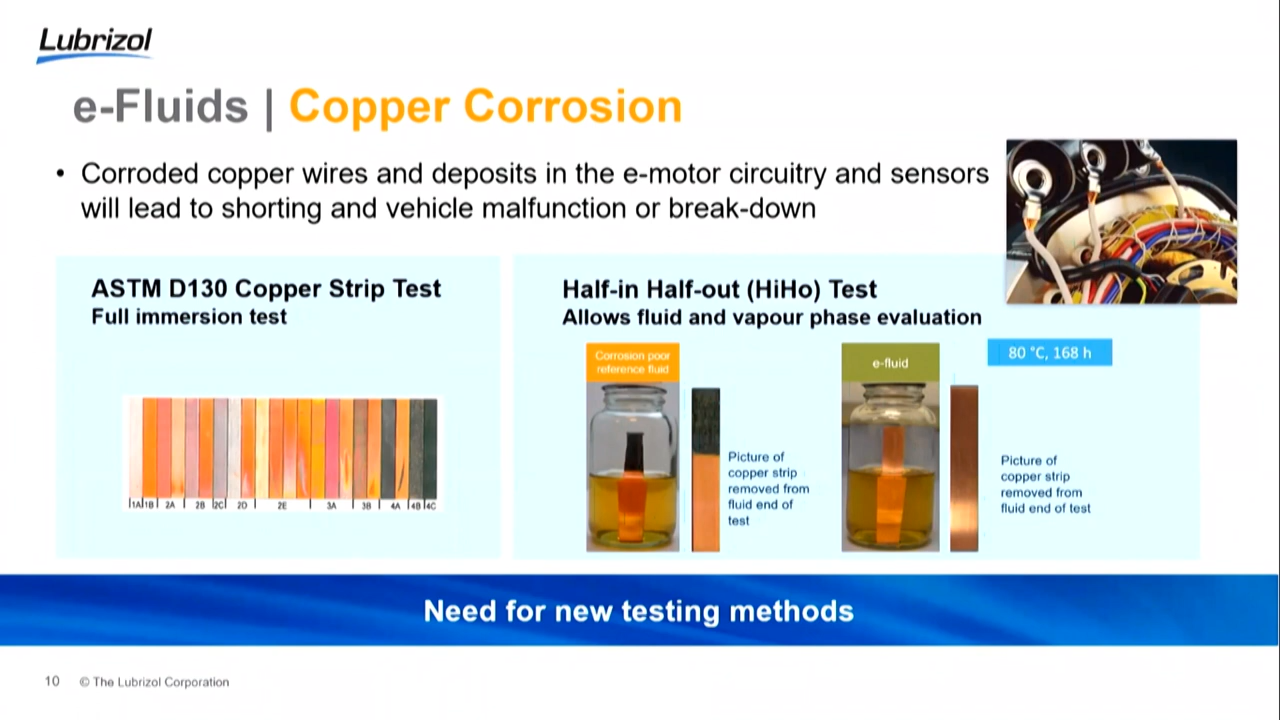 Lubrizol
e-Fluids | Copper Corrosion
• Corroded copper wires and deposits in the e-motor circuitry and sensors
will lead to shorting and vehicle malfunction or break-down
ASTM D130 Copper Strip Test
Full immersion test
1A 1B 2A 2B 2C 2D 2E 3A 3B 4A 4B 4C
Half-in Half-out (HiHo) Test
Allows fluid and vapour phase evaluation
80 °C, 168 h
Corrosion poor
reference fluid
Picture of
copper strip
removed from
fluid end of
test
e-fluid
Picture of
copper strip
removed from
fluid end of test
Need for new testing methods
10 © The Lubrizol Corporation